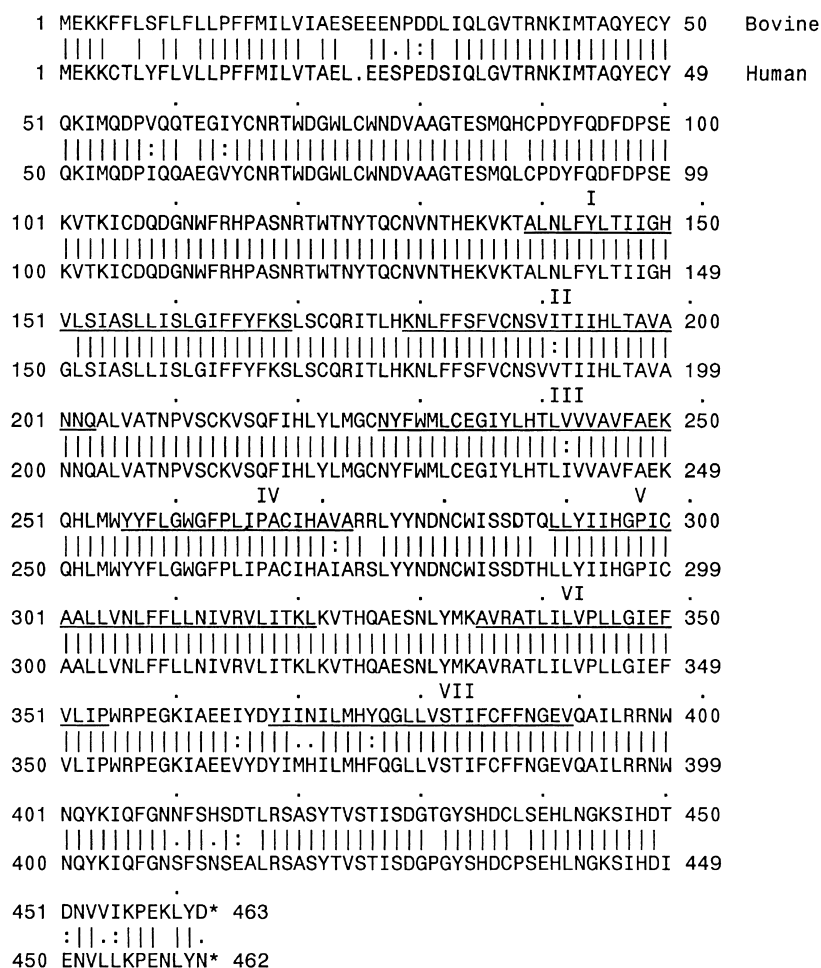 1 MEKKFFLSFLFLLPFFMILVIAESEEENPDDLIQLGVTRNKIMTAQYECY 50 Bovine
|||| | || ||||||||| || ||.|:| |||||||||||||||||||
1 MEKKCTLYFLVLLPFFMILVTAEL.EESPEDSIQLGVTRNKIMTAQYECY 49 Human
. . . . .
51 QKIMQDPVQQTEGIYCNRTWDGWLCWNDVAAGTESMQHCPDYFQDFDPSE 100
|||||||:|| ||:||||||||||||||||||||||| ||||||||||||
50 QKIMQDPIQQAEGVYCNRTWDGWLCWNDVAAGTESMQLCPDYFQDFDPSE 99
. . . . I .
101 KVTKICDQDGNWFRHPASNRTWTNYTQCNVNTHEKVKTALNLFYLTIIGH 150
||||||||||||||||||||||||||||||||||||||||||||||||||
100 KVTKICDQDGNWFRHPASNRTWTNYTQCNVNTHEKVKTALNLFYLTIIGH 149
. . . .II .
151 VLSIASLLISLGIFFYFKSLSCQRITLHKNLFFSFVCNSVITIIHLTAVA 200
|||||||||||||||||||||||||||||||||||||||:|||||||||
150 GLSIASLLISLGIFFYFKSLSCQRITLHKNLFFSFVCNSVVTIIHLTAVA 199
. . . .III .
201 NNQALVATNPVSCKVSQFIHLYLMGCNYFWMLCEGIYLHTLVVVAVFAEK 250
|||||||||||||||||||||||||||||||||||||||||:||||||||
200 NNQALVATNPVSCKVSQFIHLYLMGCNYFWMLCEGIYLHTLIVVAVFAEK 249
. IV . . . V .
251 QHLMWYYFLGWGFPLIPACIHAVARRLYYNDNCWISSDTQLLYIIHGPIC 300
||||||||||||||||||||||:|| ||||||||||||| ||||||||||
250 QHLMWYYFLGWGFPLIPACIHAIARSLYYNDNCWISSDTHLLYIIHGPIC 299
. . . . VI .
301 AALLVNLFFLLNIVRVLITKLKVTHQAESNLYMKAVRATLILVPLLGIEF 350
||||||||||||||||||||||||||||||||||||||||||||||||||
300 AALLVNLFFLLNIVRVLITKLKVTHQAESNLYMKAVRATLILVPLLGIEF 349
. . . VII . .
351 VLIPWRPEGKIAEEIYDYIINILMHYQGLLVSTIFCFFNGEVQAILRRNW 400
||||||||||||||:|||||..||||:|||||||||||||||||||||||
350 VLIPWRPEGKIAEEVYDYIMHILMHFQGLLVSTIFCFFNGEVQAILRRNW 399
. . . . .
401 NQYKIQFGNNFSHSDTLRSASYTVSTISDGTGYSHDCLSEHLNGKSIHDT 450
|||||||||.||.|: |||||||||||||| |||||| |||||||||||
400 NQYKIQFGNSFSNSEALRSASYTVSTISDGPGYSHDCPSEHLNGKSIHDI 449
.
451 DNVVIKPEKLYD* 463
:||.:||| ||.
450 ENVLLKPENLYN* 462